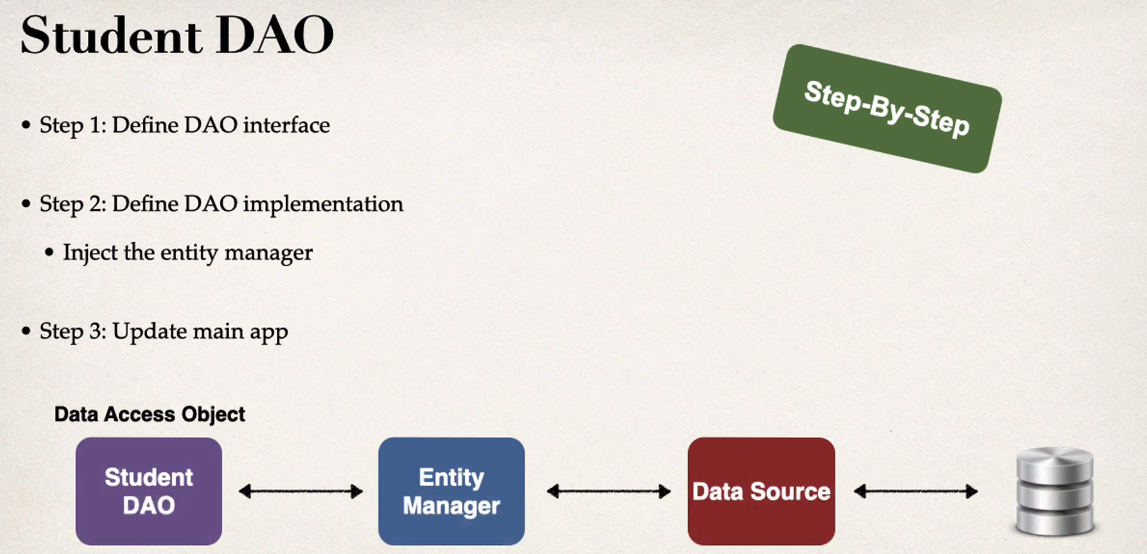 Student DAO
Step-By-Step
• Step 1: Define DAO interface
• Step 2: Define DAO implementation
• Inject the entity manager
• Step 3: Update main app
Data Access Object
Student
DAO
Entity
Manager
Data Source